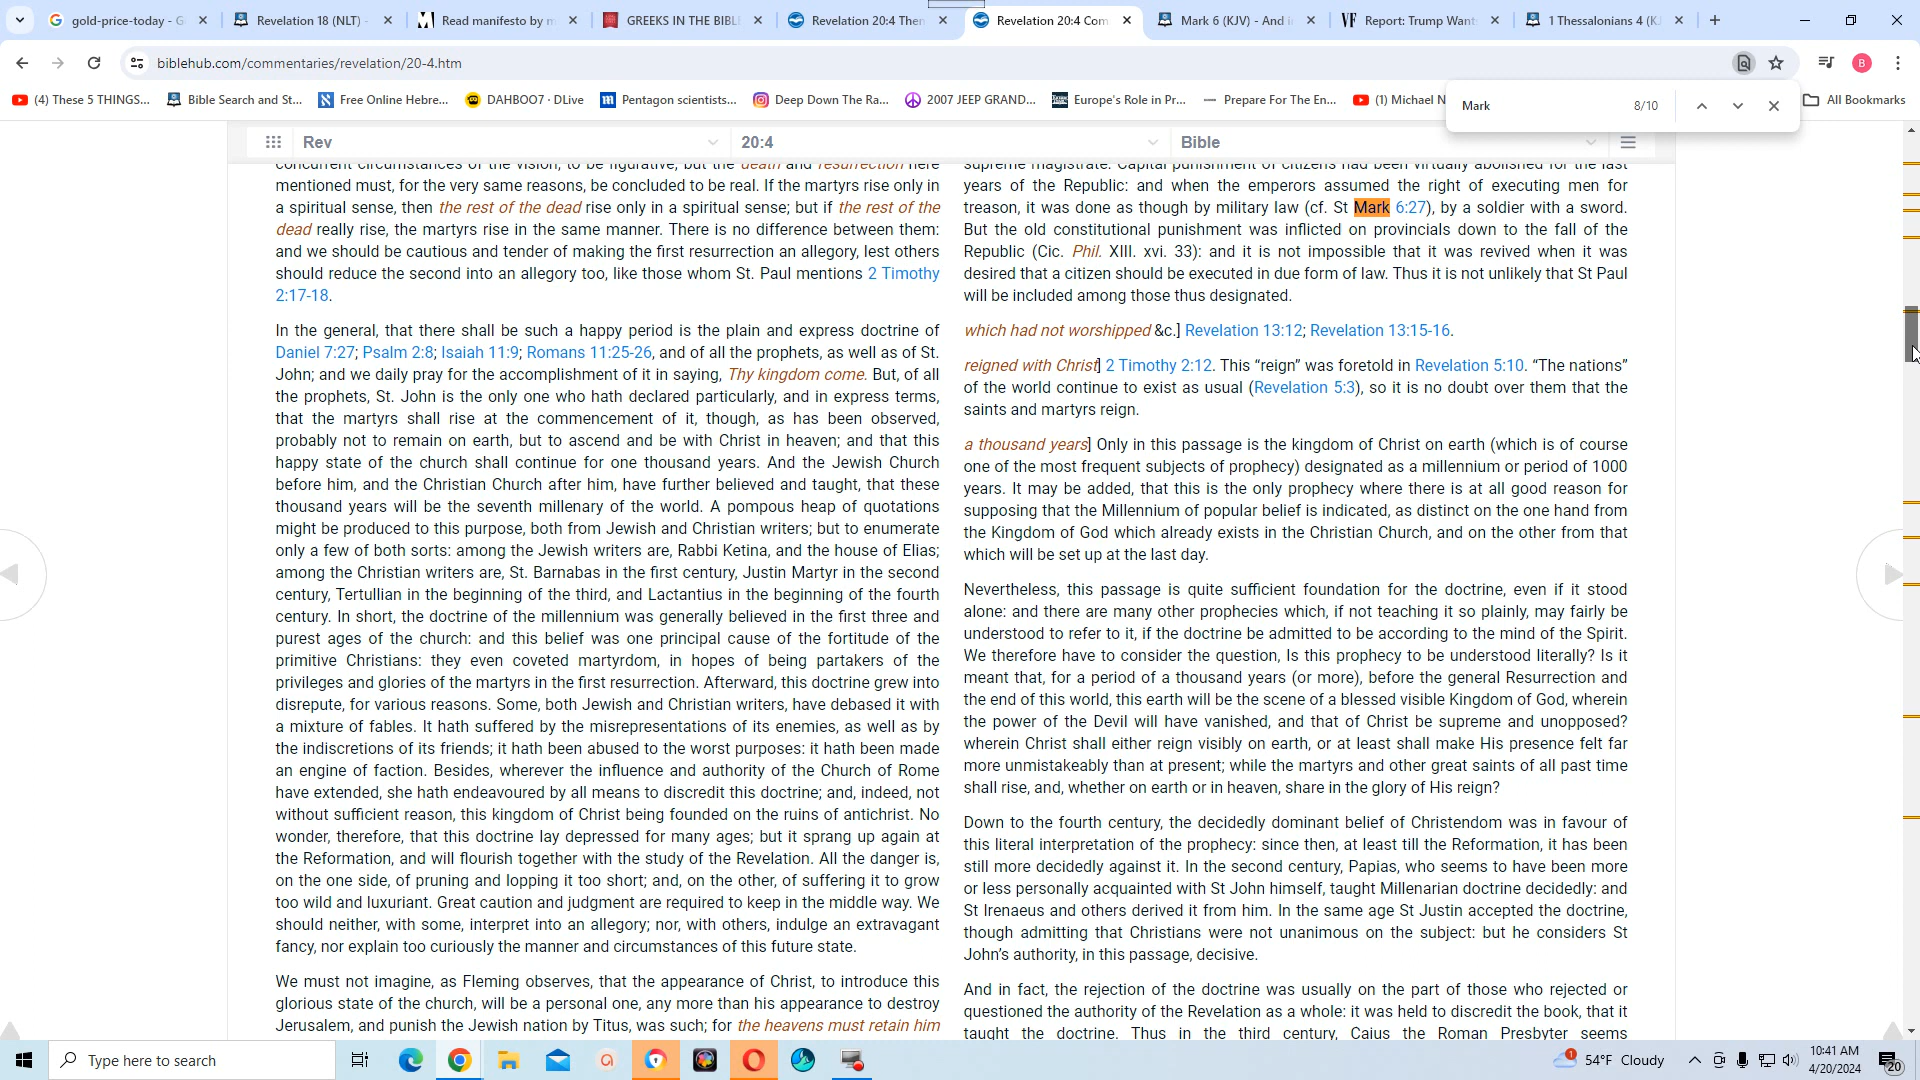 gold-price-today - G
Revelation 18 (NLT) -
Read manifesto by m
GREEKS IN THE BIBL
Revelation 20:4 Then
Revelation 20:4 Com
Mark 6 (KJV) - And i
Report: Trump Want
1 Thessalonians 4 (K
biblehub.com/commentaries/revelation/20-4.htm
B
(4) These 5 THINGS...
Bible Search and St...
Free Online Hebre...
DAHBOO7 · DLive
Pentagon scientists...
Deep Down The Ra...
2007 JEEP GRAND...
Europe's Role in Pr...
Prepare For The En...
(1) Michael N
All Bookmarks
Mark
8/10
Rev
20:4
Bible
concurrent circumstances of the vision, to be figurative, but the death and resurrection here
mentioned must, for the very same reasons, be concluded to be real. If the martyrs rise only in
a spiritual sense, then the rest of the dead rise only in a spiritual sense; but if the rest of the
dead really rise, the martyrs rise in the same manner. There is no difference between them:
and we should be cautious and tender of making the first resurrection an allegory, lest others
should reduce the second into an allegory too, like those whom St. Paul mentions 2 Timothy
2:17-18.
In the general, that there shall be such a happy period is the plain and express doctrine of
Daniel 7:27; Psalm 2:8; Isaiah 11:9; Romans 11:25-26, and of all the prophets, as well as of St.
John; and we daily pray for the accomplishment of it in saying, Thy kingdom come. But, of all
the prophets, St. John is the only one who hath declared particularly, and in express terms,
that the martyrs shall rise at the commencement of it, though, as has been observed,
probably not to remain on earth, but to ascend and be with Christ in heaven; and that this
happy state of the church shall continue for one thousand years. And the Jewish Church
before him, and the Christian Church after him, have further believed and taught, that these
thousand years will be the seventh millenary of the world. A pompous heap of quotations
might be produced to this purpose, both from Jewish and Christian writers; but to enumerate
only a few of both sorts: among the Jewish writers are, Rabbi Ketina, and the house of Elias;
among the Christian writers are, St. Barnabas in the first century, Justin Martyr in the second
century, Tertullian in the beginning of the third, and Lactantius in the beginning of the fourth
century. In short, the doctrine of the millennium was generally believed in the first three and
purest ages of the church: and this belief was one principal cause of the fortitude of the
primitive Christians: they even coveted martyrdom, in hopes of being partakers of the
privileges and glories of the martyrs in the first resurrection. Afterward, this doctrine grew into
disrepute, for various reasons. Some, both Jewish and Christian writers, have debased it with
a mixture of fables. It hath suffered by the misrepresentations of its enemies, as well as by
the indiscretions of its friends; it hath been abused to the worst purposes: it hath been made
an engine of faction. Besides, wherever the influence and authority of the Church of Rome
have extended, she hath endeavoured by all means to discredit this doctrine; and, indeed, not
without sufficient reason, this kingdom of Christ being founded on the ruins of antichrist. No
wonder, therefore, that this doctrine lay depressed for many ages; but it sprang up again at
the Reformation, and will flourish together with the study of the Revelation. All the danger is,
on the one side, of pruning and lopping it too short; and, on the other, of suffering it to grow
too wild and luxuriant. Great caution and judgment are required to keep in the middle way. We
should neither, with some, interpret into an allegory; nor, with others, indulge an extravagant
fancy, nor explain too curiously the manner and circumstances of this future state.
We must not imagine, as Fleming observes, that the appearance of Christ, to introduce this
glorious state of the church, will be a personal one, any more than his appearance to destroy
Jerusalem, and punish the Jewish nation by Titus, was such; for the heavens must retain him
supreme magistrate. Capital punishment of citizens had been virtually abolished for the last
years of the Republic: and when the emperors assumed the right of executing men for
treason, it was done as though by military law (cf. St Mark 6:27), by a soldier with a sword.
But the old constitutional punishment was inflicted on provincials down to the fall of the
Republic (Cic. Phil. XIII. xvi. 33): and it is not impossible that it was revived when it was
desired that a citizen should be executed in due form of law. Thus it is not unlikely that St Paul
will be included among those thus designated.
which had not worshipped &c.] Revelation 13:12; Revelation 13:15-16.
reigned with Christ] 2 Timothy 2:12. This “reign” was foretold in Revelation 5:10. “The nations”
of the world continue to exist as usual (Revelation 5:3), so it is no doubt over them that the
saints and martyrs reign.
a thousand years] Only in this passage is the kingdom of Christ on earth (which is of course
one of the most frequent subjects of prophecy) designated as a millennium or period of 1000
years. It may be added, that this is the only prophecy where there is at all good reason for
supposing that the Millennium of popular belief is indicated, as distinct on the one hand from
the Kingdom of God which already exists in the Christian Church, and on the other from that
which will be set up at the last day.
Nevertheless, this passage is quite sufficient foundation for the doctrine, even if it stood
alone: and there are many other prophecies which, if not teaching it so plainly, may fairly be
understood to refer to it, if the doctrine be admitted to be according to the mind of the Spirit.
We therefore have to consider the question, Is this prophecy to be understood literally? Is it
meant that, for a period of a thousand years (or more), before the general Resurrection and
the end of this world, this earth will be the scene of a blessed visible Kingdom of God, wherein
the power of the Devil will have vanished, and that of Christ be supreme and unopposed?
wherein Christ shall either reign visibly on earth, or at least shall make His presence felt far
more unmistakeably than at present; while the martyrs and other great saints of all past time
shall rise, and, whether on earth or in heaven, share in the glory of His reign?
Down to the fourth century, the decidedly dominant belief of Christendom was in favour of
this literal interpretation of the prophecy: since then, at least till the Reformation, it has been
still more decidedly against it. In the second century, Papias, who seems to have been more
or less personally acquainted with St John himself, taught Millenarian doctrine decidedly: and
St Irenaeus and others derived it from him. In the same age St Justin accepted the doctrine,
though admitting that Christians were not unanimous on the subject: but he considers St
John’s authority, in this passage, decisive.
And in fact, the rejection of the doctrine was usually on the part of those who rejected or
questioned the authority of the Revelation as a whole: it was held to discredit the book, that it
taught the doctrine. Thus in the third century, Caius the Roman Presbyter seems
Type here to search
54°F Cloudy
10:41 AM
4/20/2024
20